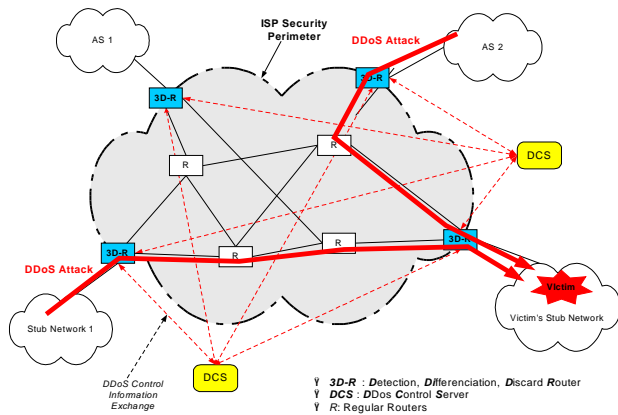 ISP Security
Perimeter
DDoS Attack
AS 1
AS 2
3D-R
3D-R
R
R
DCS
3D-R
3D-R
R
R
DDoS Attack
Victim
Stub Network 1
Victim's Stub Network
DCS
DDoS Control
Information
Exchange
Ÿ 3D-R : Detection, Differenciation, Discard Router
Ÿ DCS : DDos Control Server
Ÿ R: Regular Routers